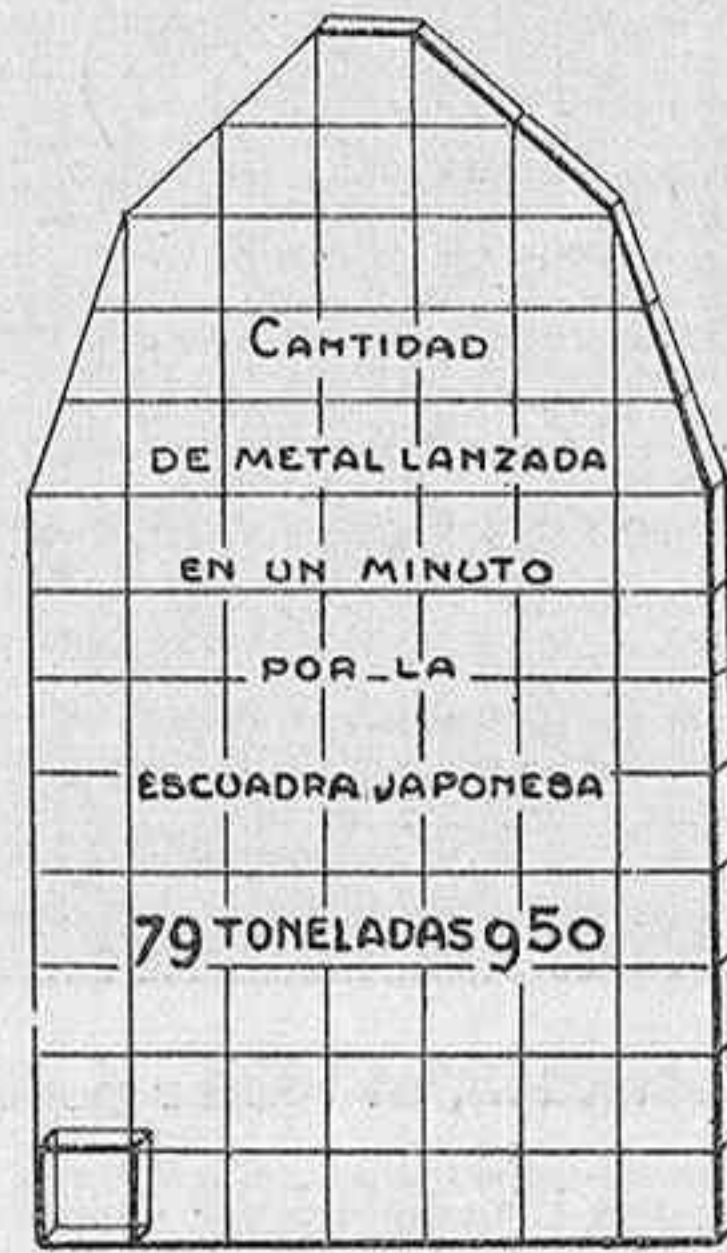 CANTIDAD
DE METAL LANZADA
EN UN MINUTO
POR LA
ESCUADRA JAPONESA
79 TONELADAS 950